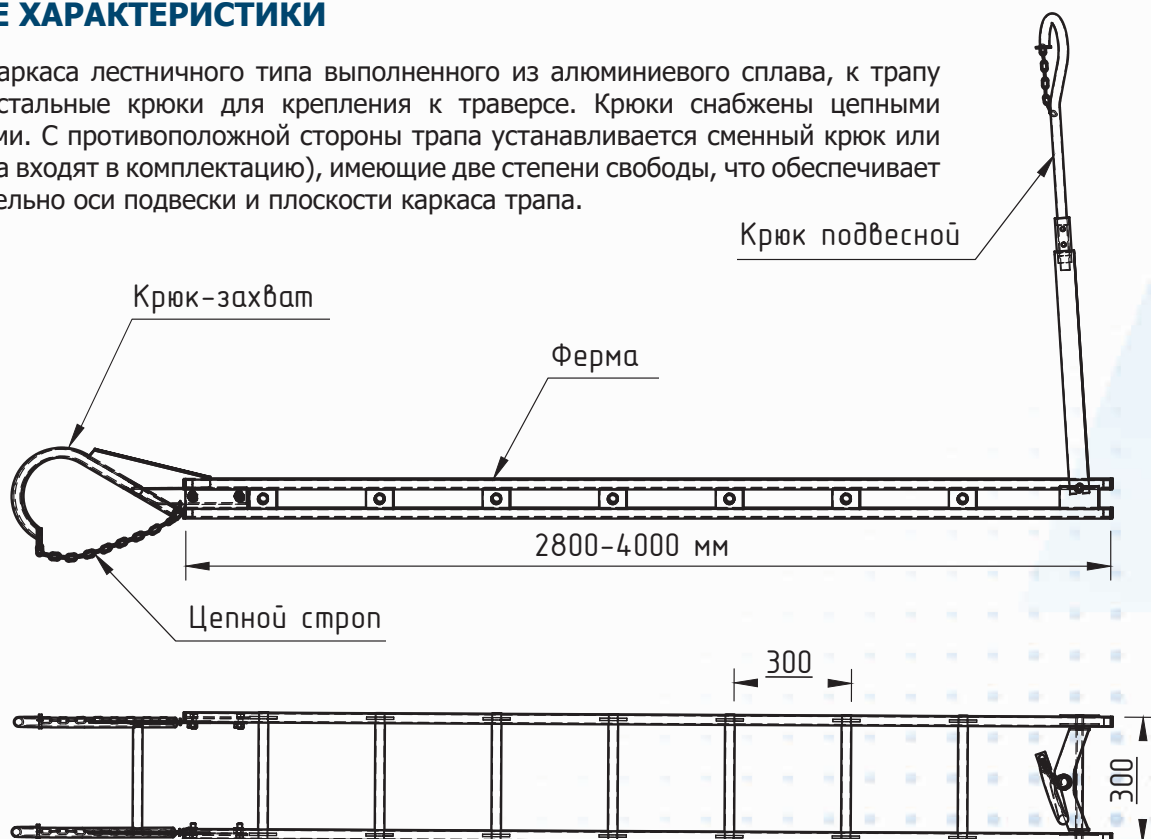 Е ХАРАКТЕРИСТИКИ
аркаса лестничного типа выполненного из алюминиевого сплава, к трапу
стальные крюки для крепления к траверсе. Крюки снабжены цепными
ми. С противоположной стороны трапа устанавливается сменный крюк или
а входят в комплектацию), имеющие две степени свободы, что обеспечивает
ельно оси подвески и плоскости каркаса трапа.
Крюк подвесной
Крюк-захват
Ферма
2800-4000 мм
Цепной строп
300
300